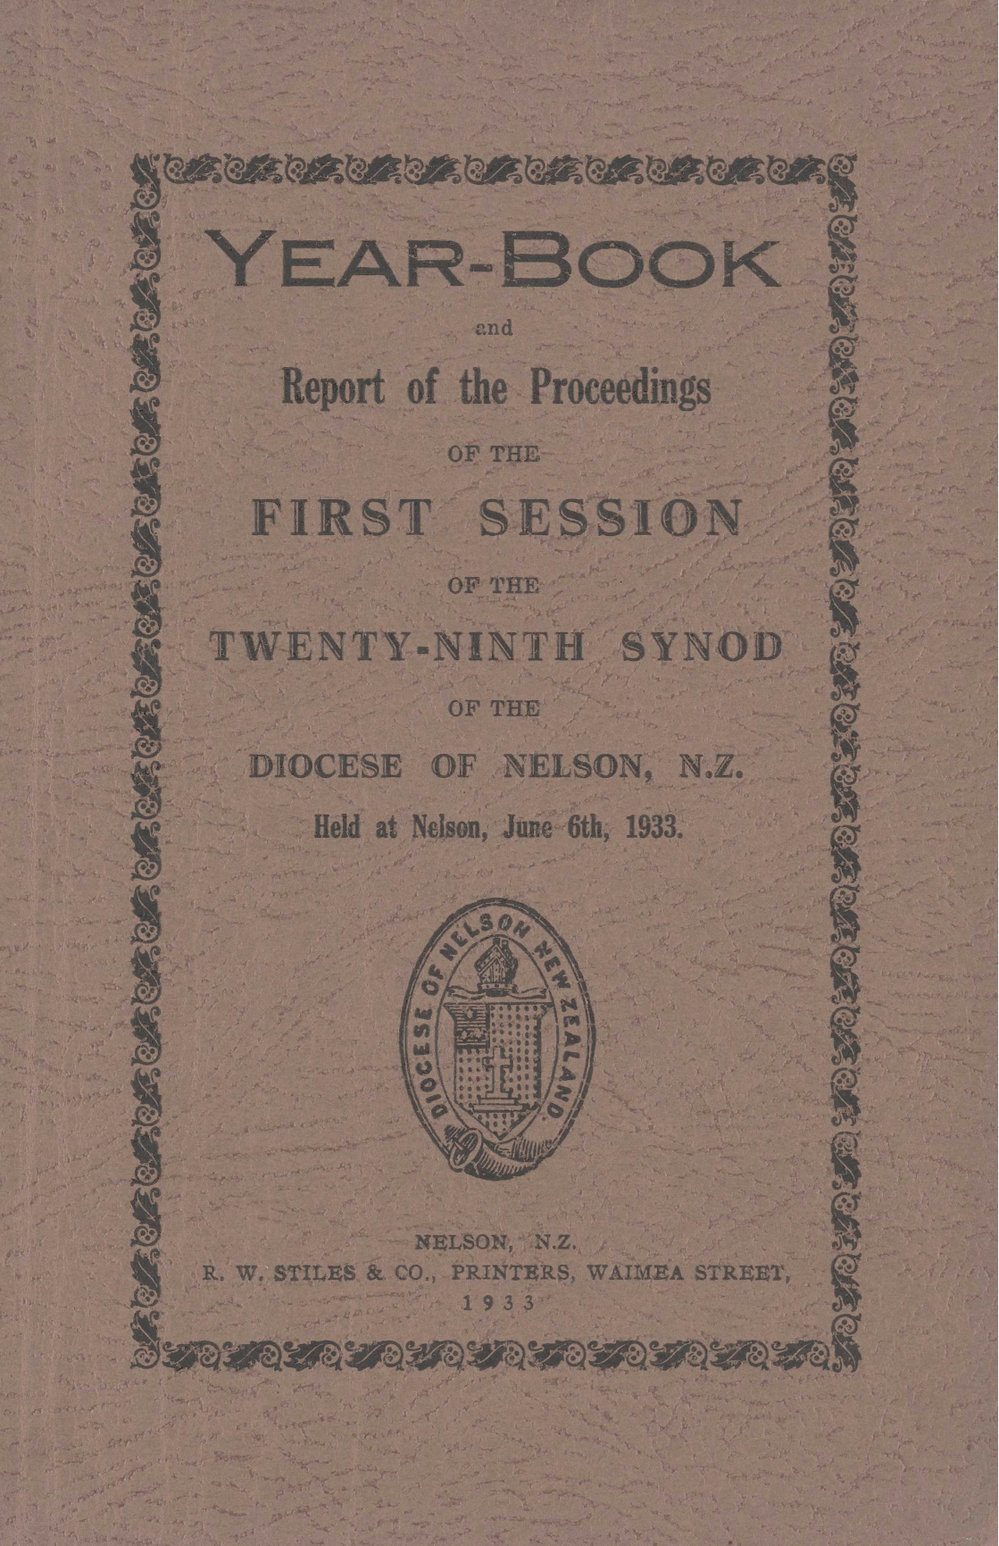 YEAR-BOOK
and
Report of the Proceedings
OF THE
FIRST SESSION
OF THE
TWENTY-NINTH SYNOD
OF THE
DIOCESE OF NELSON, N.Z.
Held at Nelson, June 6th, 1933.
DIOCESE OF NELSON NEW ZEALAND.
NELSON, N.Z.
R. W. STILES & CO., PRINTERS, WAIMEA STREET,
1933